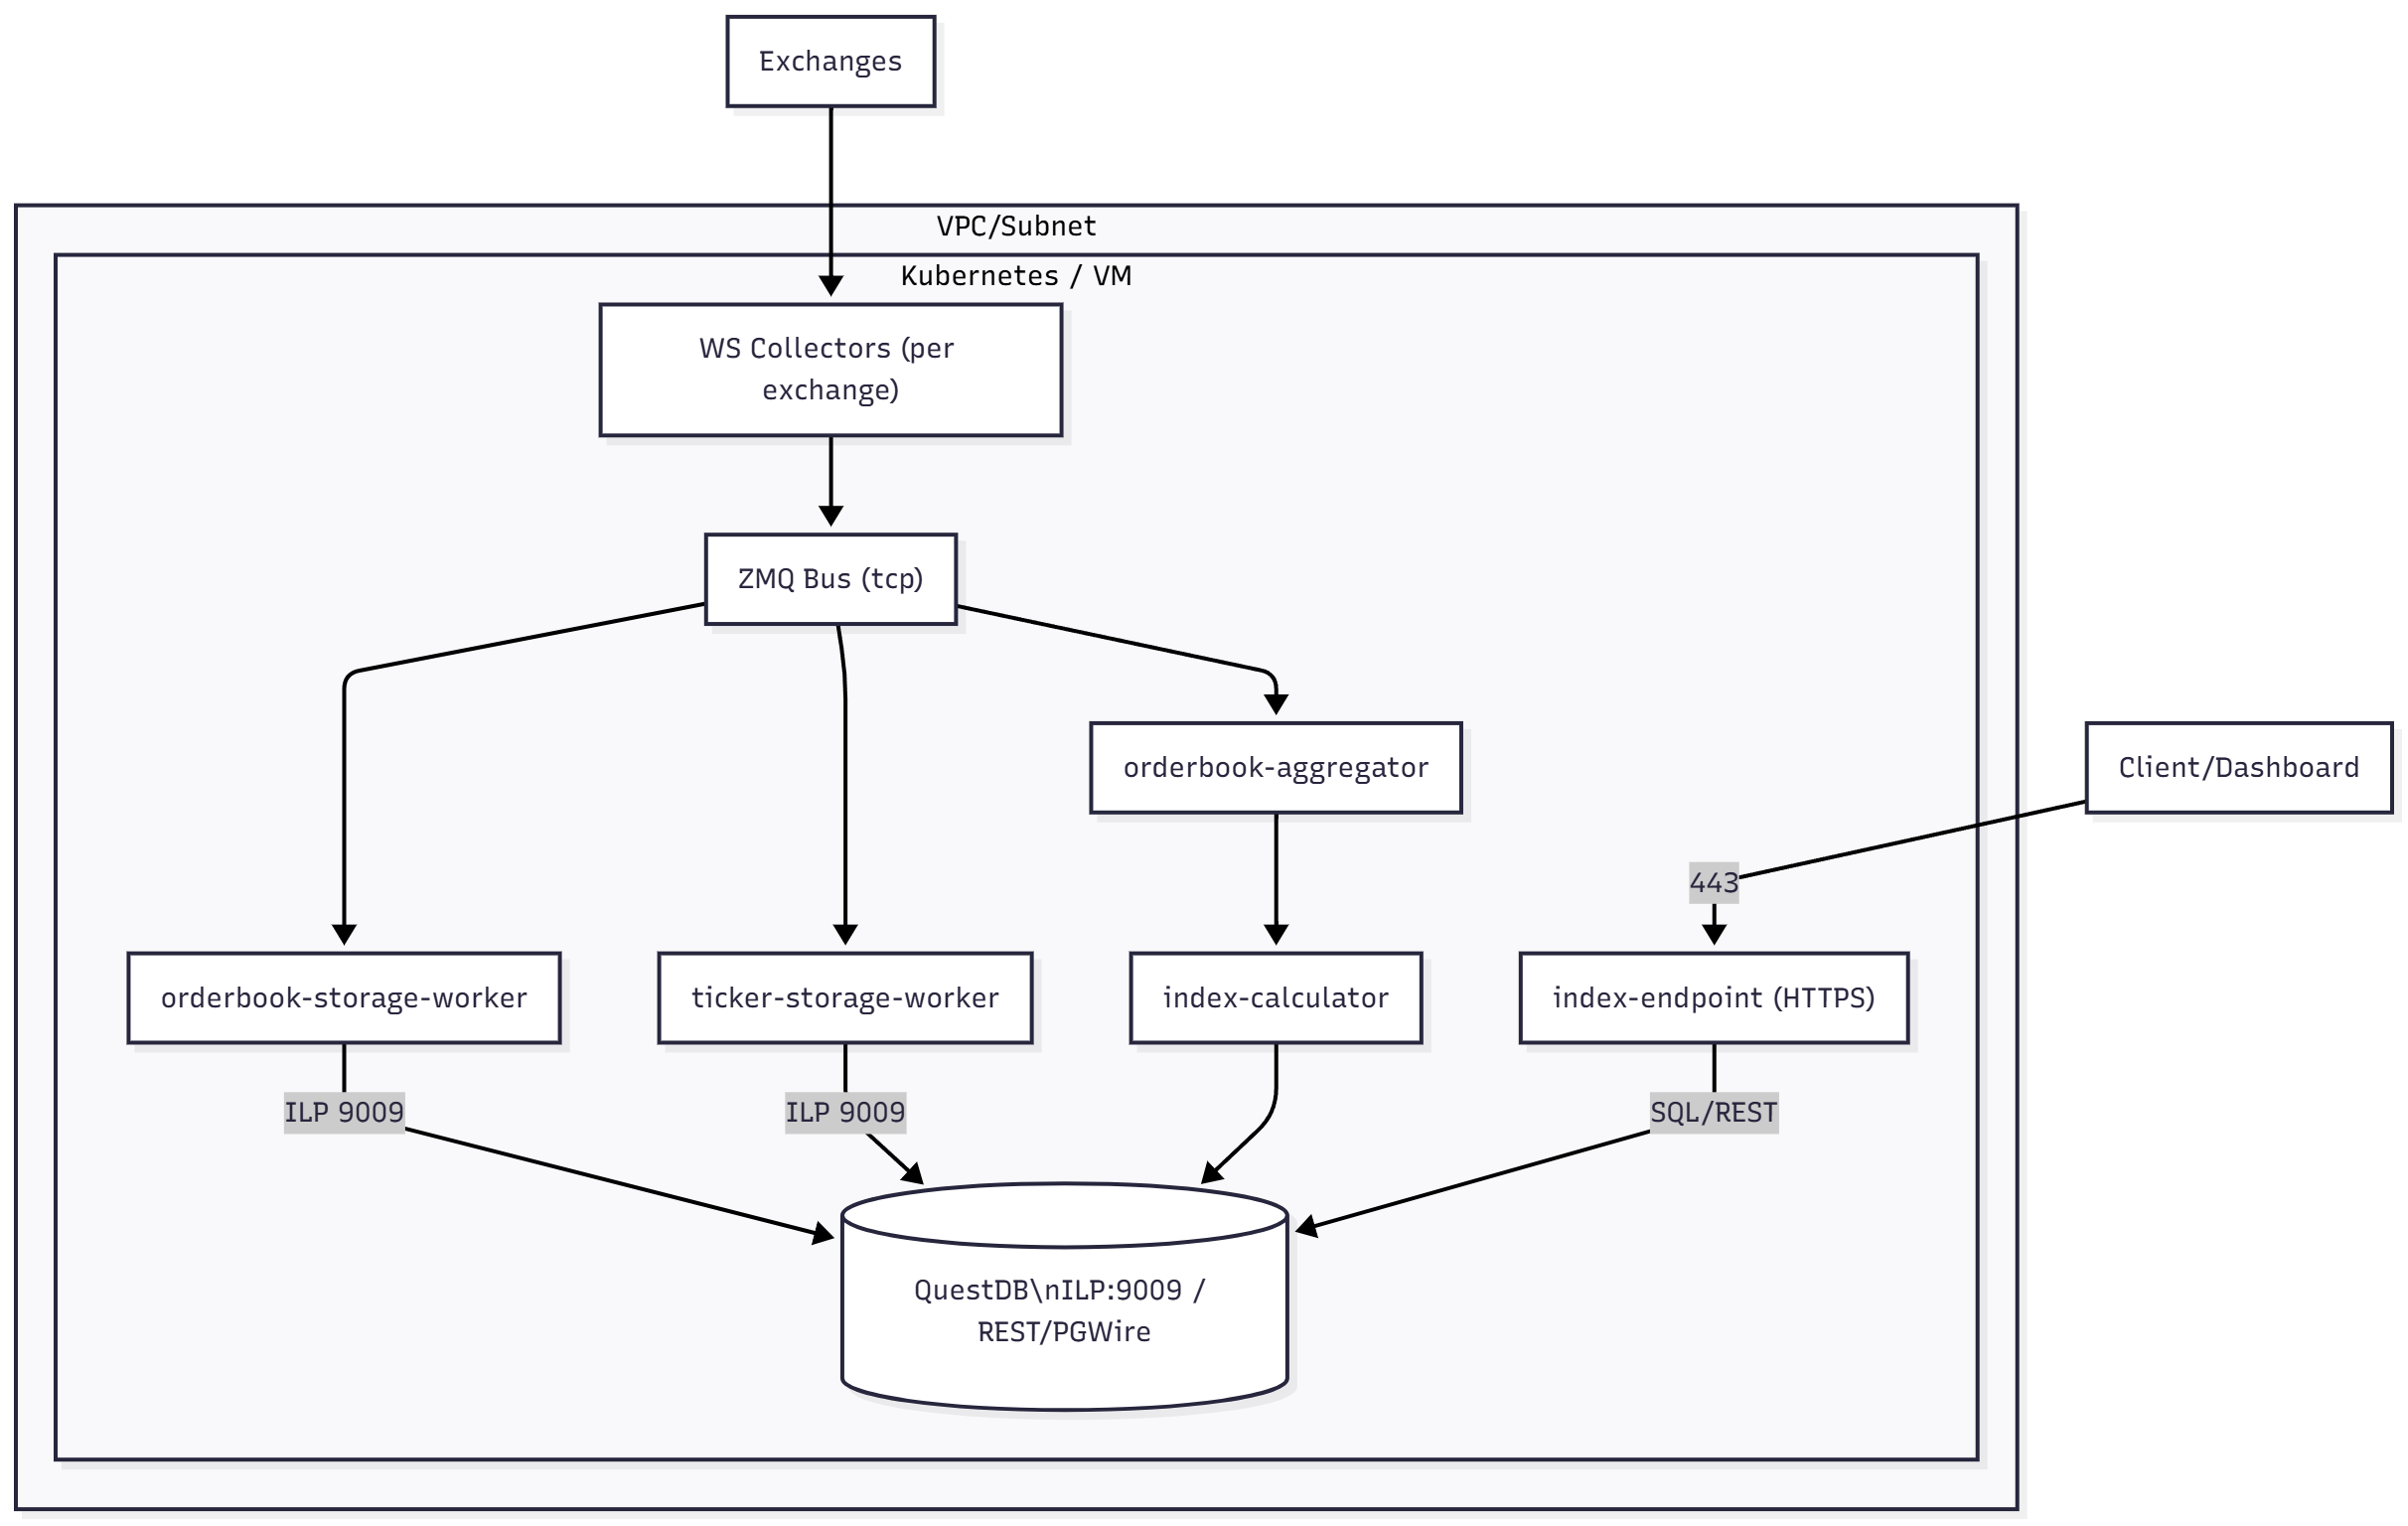 Exchanges
VPC/Subnet
Kubernetes / VM
WS Collectors (per
exchange)
ZMQ Bus (tcp)
orderbook-aggregator
Client/Dashboard
443
orderbook-storage-worker
ticker-storage-worker
index-calculator
index-endpoint (HTTPS)
ILP 9009
ILP 9009
SQL/REST
QuestDB\nILP:9009 /
REST/PGWire